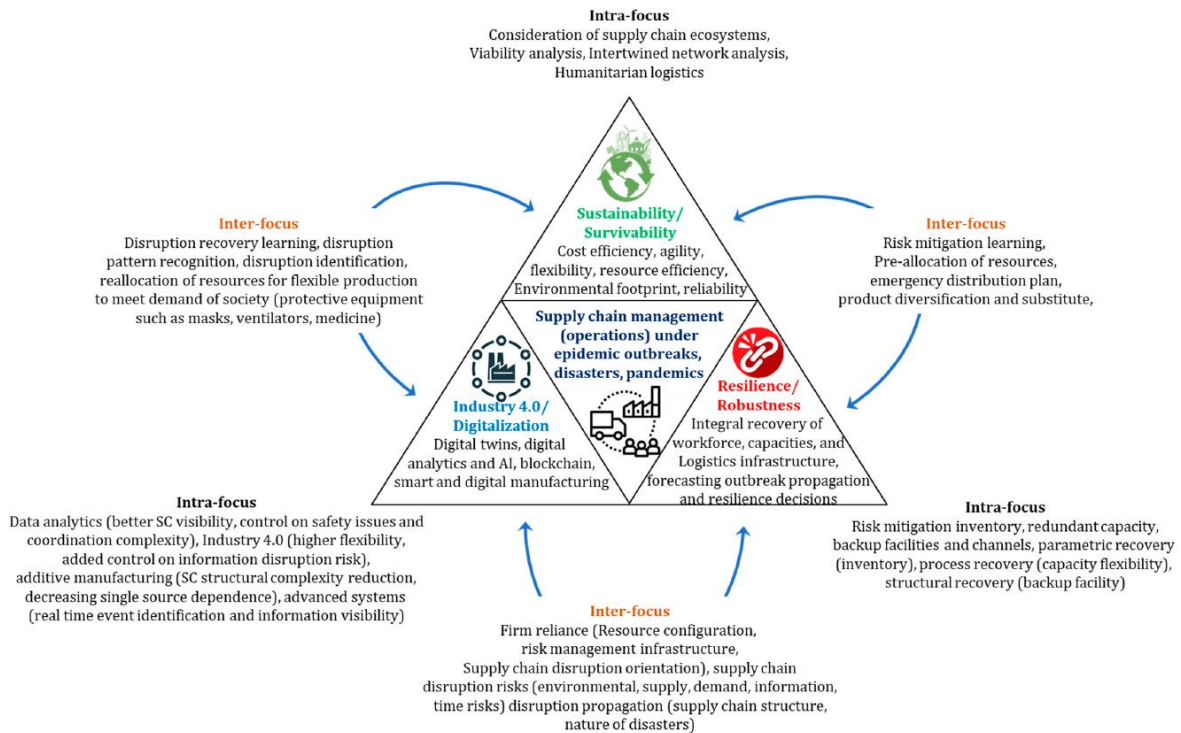 Intra-focus
Consideration of supply chain ecosystems,
Viability analysis, Intertwined network analysis,
Humanitarian logistics
Inter-focus
Disruption recovery learning, disruption
pattern recognition, disruption identification,
reallocation of resources for flexible production
to meet demand of society (protective equipment
such as masks, ventilators, medicine)
Sustainability/
Survivability
Cost efficiency, agility,
flexibility, resource efficiency,
Environmental footprint, reliability
Inter-focus
Risk mitigation learning,
Pre-allocation of resources,
emergency distribution plan,
product diversification and substitute,
Supply chain management
(operations) under
epidemic outbreaks,
disasters, pandemics
Industry 4.0/
Digitalization
Digital twins, digital
analytics and AI, blockchain,
smart and digital manufacturing
Resilience/
Robustness
Integral recovery of
workforce, capacities, and
Logistics infrastructure,
forecasting outbreak propagation
and resilience decisions
Intra-focus
Data analytics (better SC visibility, control on safety issues and
coordination complexity), Industry 4.0 (higher flexibility,
added control on information disruption risk),
additive manufacturing (SC structural complexity reduction,
decreasing single source dependence), advanced systems
(real time event identification and information visibility)
Intra-focus
Risk mitigation inventory, redundant capacity,
backup facilities and channels, parametric recovery
(inventory), process recovery (capacity flexibility),
structural recovery (backup facility)
Inter-focus
Firm reliance (Resource configuration,
risk management infrastructure,
Supply chain disruption orientation), supply chain
disruption risks (environmental, supply, demand, information,
time risks) disruption propagation (supply chain structure,
nature of disasters)